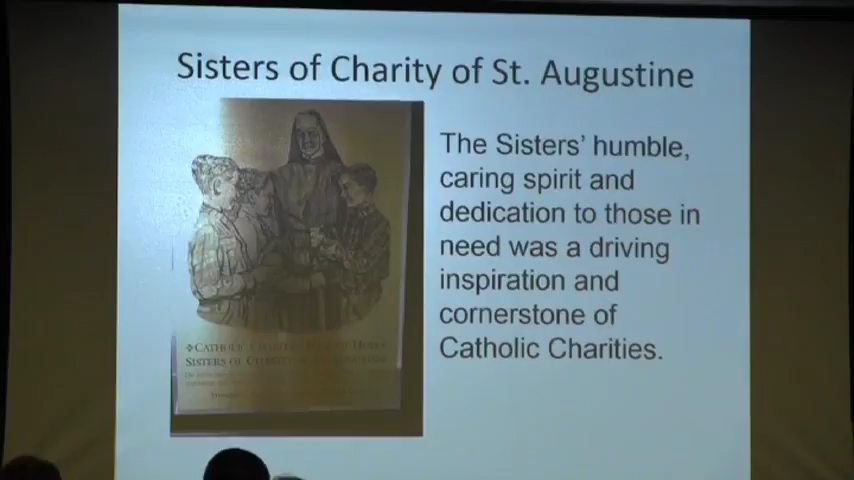 Sisters of Charity of St. Augustine
The Sisters’ humble,
caring spirit and
dedication to those in
need was a driving
inspiration and
cornerstone of
Catholic Charities.
❖CATHOLIC
SISTERS OF